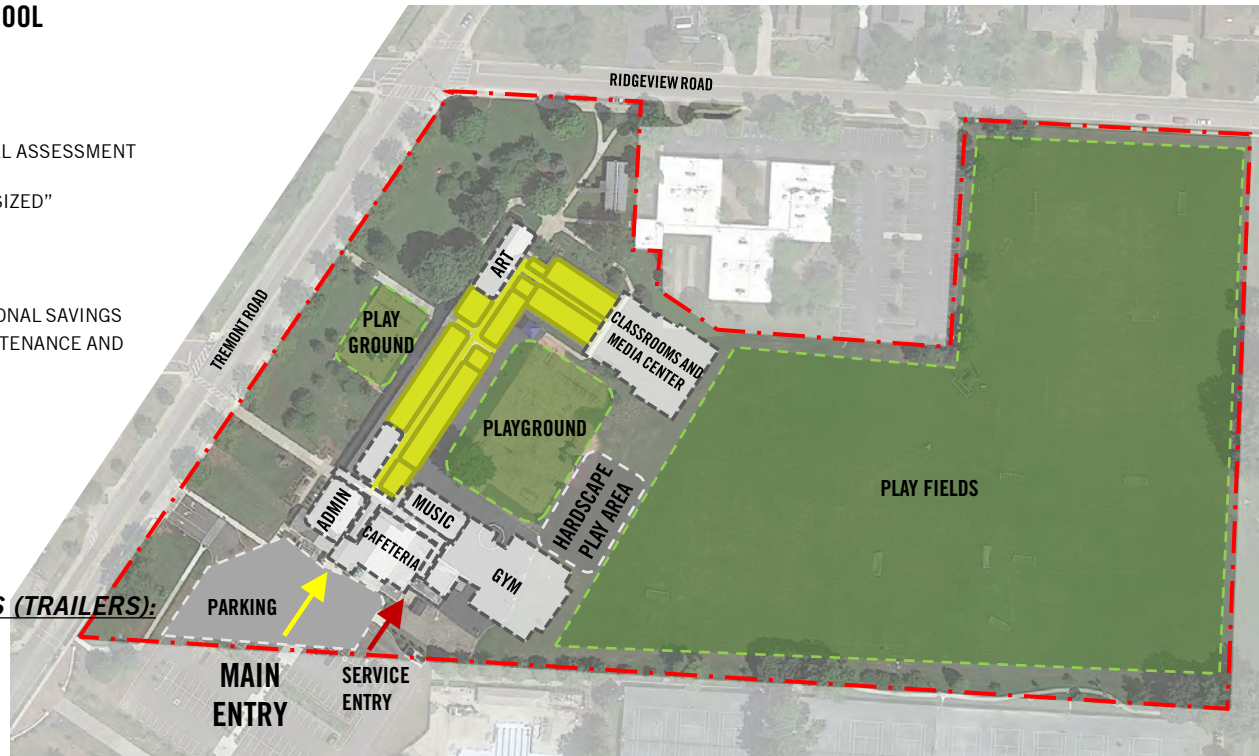 OOL
L ASSESSMENT
SIZED”
ONAL SAVINGS
TENANCE AND
S (TRAILERS):
RIDGEVIEW ROAD
TREMONT ROAD
ART
PLAY
GROUND
CLASSROOMS AND
MEDIA CENTER
PLAYGROUND
HARDSCAPE
PLAY AREA
PLAY FIELDS
ADMIN
MUSIC
CAFETERIA
GYM
PARKING
MAIN
ENTRY
SERVICE
ENTRY